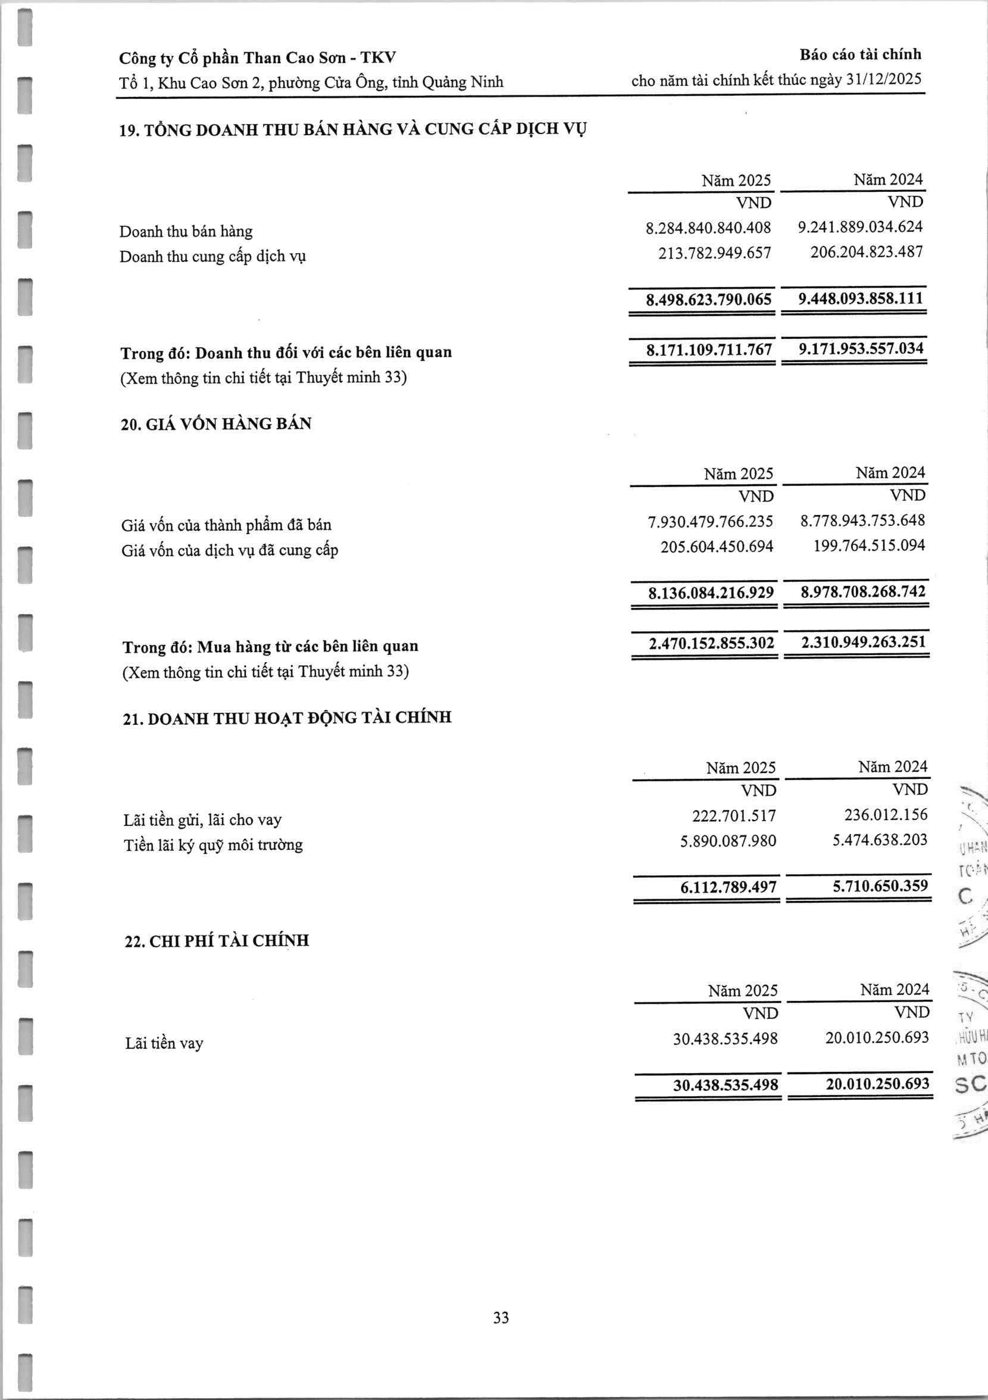 Công ty Cổ phần Than Cao Sơn - TKV
Báo cáo tài chính
Tổ 1, Khu Cao Sơn 2, phường Cửa Ông, tỉnh Quảng Ninh
cho năm tài chính kết thúc ngày 31/12/2025
19. TỔNG DOANH THU BÁN HÀNG VÀ CUNG CẤP DỊCH VỤ
Năm 2025 Năm 2024
VND VND
Doanh thu bán hàng 8.284.840.840.408 9.241.889.034.624
Doanh thu cung cấp dịch vụ 213.782.949.657 206.204.823.487
8.498.623.790.065 9.448.093.858.111
Trong đó: Doanh thu đối với các bên liên quan 8.171.109.711.767 9.171.953.557.034
(Xem thông tin chi tiết tại Thuyết minh 33)
20. GIÁ VỐN HÀNG BÁN
Năm 2025 Năm 2024
VND VND
Giá vốn của thành phẩm đã bán 7.930.479.766.235 8.778.943.753.648
Giá vốn của dịch vụ đã cung cấp 205.604.450.694 199.764.515.094
8.136.084.216.929 8.978.708.268.742
Trong đó: Mua hàng từ các bên liên quan 2.470.152.855.302 2.310.949.263.251
(Xem thông tin chi tiết tại Thuyết minh 33)
21. DOANH THU HOẠT ĐỘNG TÀI CHÍNH
Năm 2025 Năm 2024
VND VND
Lãi tiền gửi, lãi cho vay 222.701.517 236.012.156
Tiền lãi ký quỹ môi trường 5.890.087.980 5.474.638.203
6.112.789.497 5.710.650.359
22. CHI PHÍ TÀI CHÍNH
Năm 2025 Năm 2024
VND VND
Lãi tiền vay 30.438.535.498 20.010.250.693
30.438.535.498 20.010.250.693
TY
M TO
SC
33